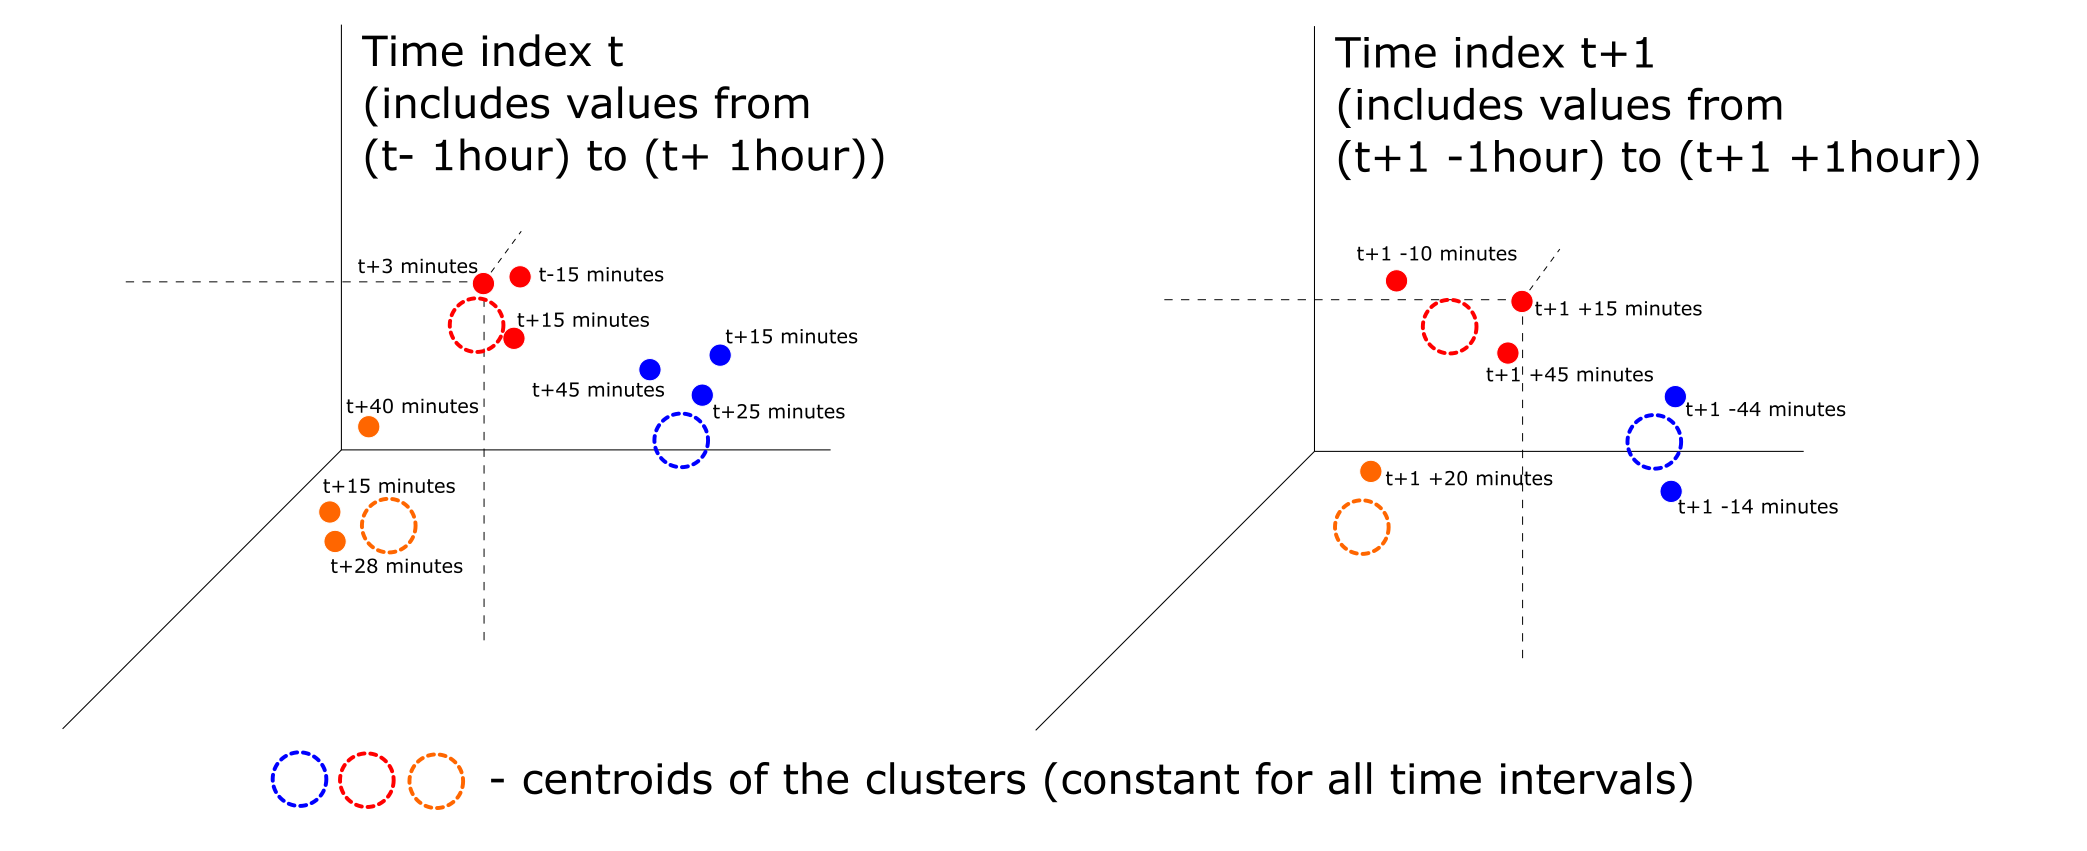 Time index t
(includes values from
(t- 1hour) to (t+ 1hour))
t+3 minutes
t-15 minutes
t+15 minutes
t+15 minutes
t+45 minutes
t+25 minutes
t+40 minutes
t+15 minutes
t+28 minutes
Time index t+1
(includes values from
(t+1 -1hour) to (t+1 +1hour))
t+1 -10 minutes
t+1 +15 minutes
t+1 +45 minutes
t+1 -44 minutes
t+1 +20 minutes
t+1 -14 minutes
- centroids of the clusters (constant for all time intervals)